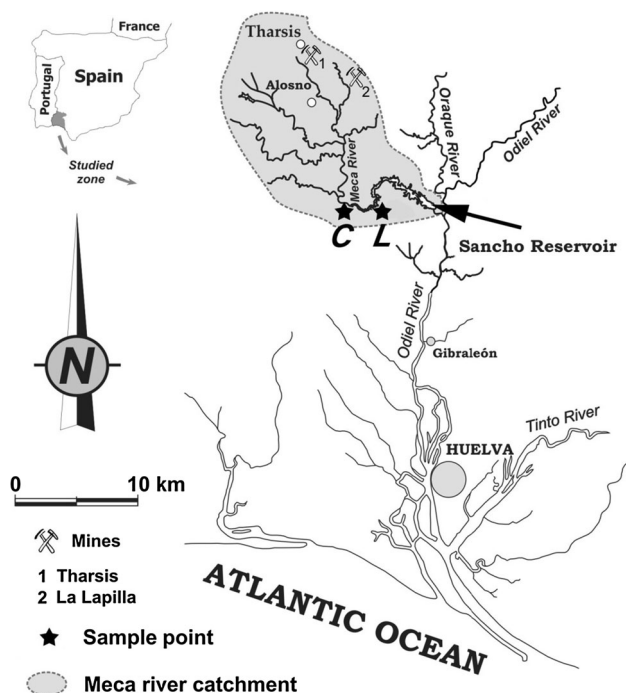 France
Spain
Portugal
Studied
zone
N
0 10 km
Mines
1 Tharsis
2 La Lapilla
Sample point
Meca river catchment
Tharsis
1
2
Alosno
Meca River
C L
Oraque River
Odiel River
Sancho Reservoir
Odiel River
Gibraleón
Tinto River
HUELVA
ATLANTIC OCEAN